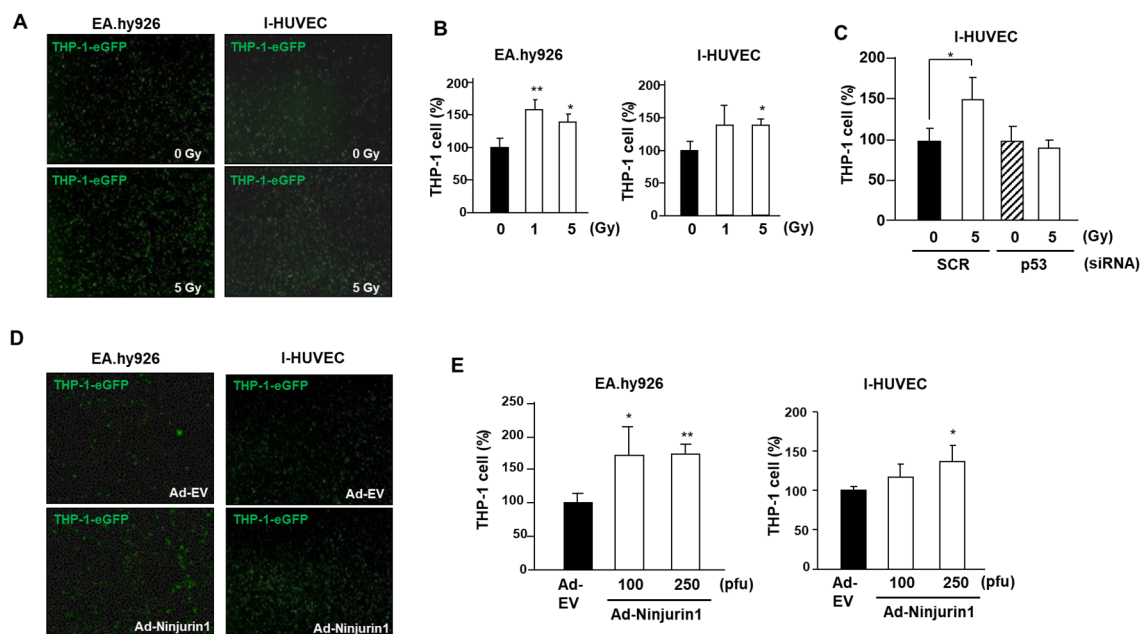 A
EA.hy926
I-HUVEC
THP-1-eGFP
THP-1-eGFP
0 Gy
0 Gy
THP-1-eGFP
THP-1-eGFP
5 Gy
5 Gy
B
EA.hy926
THP-1 cell (%)
200
150
100
50
0
**
*
0 1 5 (Gy)
I-HUVEC
THP-1 cell (%)
200
150
100
50
0
*
0 1 5 (Gy)
C
I-HUVEC
THP-1 cell (%)
200
150
100
50
0
*
0 5 0 5 (Gy)
SCR p53 (siRNA)
D
EA.hy926
I-HUVEC
THP-1-eGFP
THP-1-eGFP
Ad-EV
Ad-EV
THP-1-eGFP
THP-1-eGFP
Ad-Ninjurin1
Ad-Ninjurin1
E
EA.hy926
THP-1 cell (%)
250
200
150
100
50
0
*
**
Ad-
EV
100 250 (pfu)
Ad-Ninjurin1
I-HUVEC
THP-1 cell (%)
200
150
100
50
0
*
Ad-
EV
100 250 (pfu)
Ad-Ninjurin1